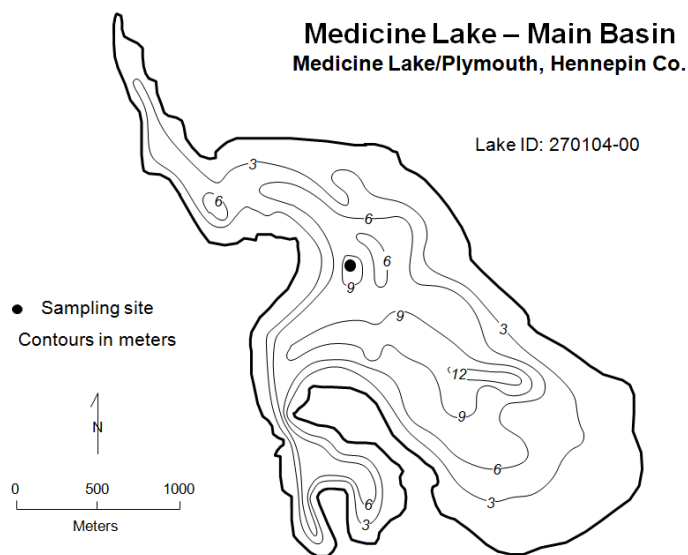 Medicine Lake – Main Basin
Medicine Lake/Plymouth, Hennepin Co.
Lake ID: 270104-00
3
6
6
6
9
Sampling site
Contours in meters
9
3
12
9
N
6
3
6
3
0 500 1000
Meters